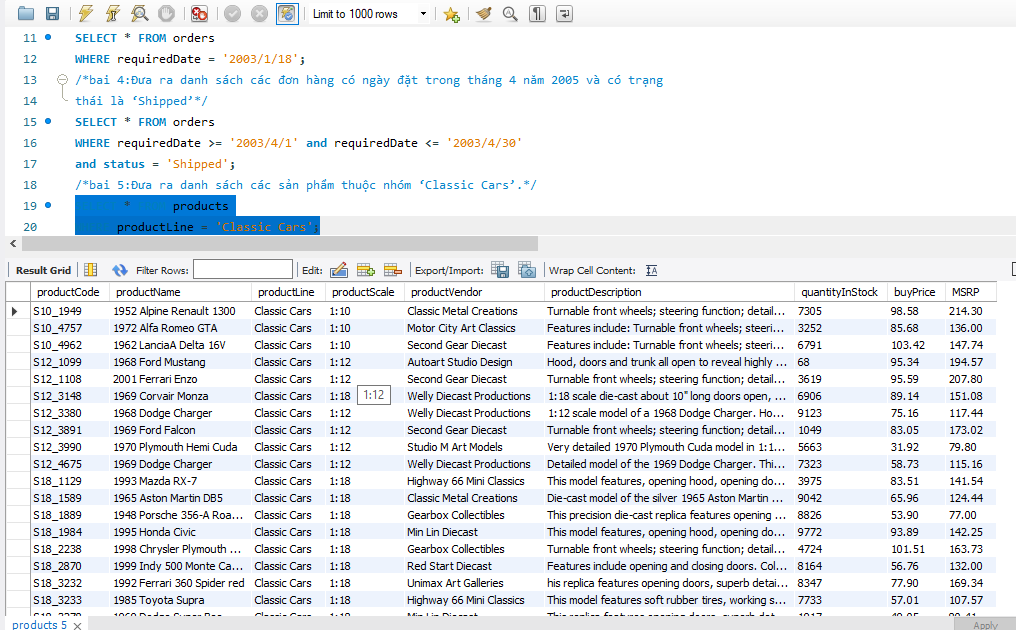 Limit to 1000 rows
11 SELECT * FROM orders
12 WHERE requiredDate = '2003/1/18';
13 /*bai 4:Đưa ra danh sách các đơn hàng có ngày đặt trong tháng 4 năm 2005 và có trạng
14 thái là ‘Shipped’*/
15 SELECT * FROM orders
16 WHERE requiredDate >= '2003/4/1' and requiredDate <= '2003/4/30'
17 and status = 'Shipped';
18 /*bai 5:Đưa ra danh sách các sản phẩm thuộc nhóm ‘Classic Cars’.*/
19 * products
20 productLine = 'Classic Cars';
Result Grid Filter Rows: Edit: Export/Import: Wrap Cell Content:
productCode productName productLine productScale productVendor productDescription quantityInStock buyPrice MSRP
S10_1949 1952 Alpine Renault 1300 Classic Cars 1:10 Classic Metal Creations Turnable front wheels; steering function; detail... 7305 98.58 214.30
S10_4757 1972 Alfa Romeo GTA Classic Cars 1:10 Motor City Art Classics Features include: Turnable front wheels; steeri... 3252 85.68 136.00
S10_4962 1962 LanciaA Delta 16V Classic Cars 1:10 Second Gear Diecast Features include: Turnable front wheels; steeri... 6791 103.42 147.74
S12_1099 1968 Ford Mustang Classic Cars 1:12 Autoart Studio Design Hood, doors and trunk all open to reveal highly ... 68 95.34 194.57
S12_1108 2001 Ferrari Enzo Classic Cars 1:12 Second Gear Diecast Turnable front wheels; steering function; detail... 3619 95.59 207.80
S12_3148 1969 Corvair Monza Classic Cars 1:18 1:12 Welly Diecast Productions 1:18 scale die-cast about 10" long doors open, ... 6906 89.14 151.08
S12_3380 1968 Dodge Charger Classic Cars 1:12 Welly Diecast Productions 1:12 scale model of a 1968 Dodge Charger. Ho... 9123 75.16 117.44
S12_3891 1969 Ford Falcon Classic Cars 1:12 Second Gear Diecast Turnable front wheels; steering function; detail... 1049 83.05 173.02
S12_3990 1970 Plymouth Hemi Cuda Classic Cars 1:12 Studio M Art Models Very detailed 1970 Plymouth Cuda model in 1:1... 5663 31.92 79.80
S12_4675 1969 Dodge Charger Classic Cars 1:12 Welly Diecast Productions Detailed model of the 1969 Dodge Charger. Thi... 7323 58.73 115.16
S18_1129 1993 Mazda RX-7 Classic Cars 1:18 Highway 66 Mini Classics This model features, opening hood, opening do... 3975 83.51 141.54
S18_1589 1965 Aston Martin DB5 Classic Cars 1:18 Classic Metal Creations Die-cast model of the silver 1965 Aston Martin ... 9042 65.96 124.44
S18_1889 1948 Porsche 356-A Roa... Classic Cars 1:18 Gearbox Collectibles This precision die-cast replica features opening ... 8826 53.90 77.00
S18_1984 1995 Honda Civic Classic Cars 1:18 Min Lin Diecast This model features, opening hood, opening do... 9772 93.89 142.25
S18_2238 1998 Chrysler Plymouth ... Classic Cars 1:18 Gearbox Collectibles Turnable front wheels; steering function; detail... 4724 101.51 163.73
S18_2870 1999 Indy 500 Monte Ca... Classic Cars 1:18 Red Start Diecast Features include opening and closing doors. Col... 8164 56.76 132.00
S18_3232 1992 Ferrari 360 Spider red Classic Cars 1:18 Unimax Art Galleries his replica features opening doors, superb detai... 8347 77.90 169.34
S18_3233 1985 Toyota Supra Classic Cars 1:18 Highway 66 Mini Classics This model features soft rubber tires, working s... 7733 57.01 107.57
products 5 Apply